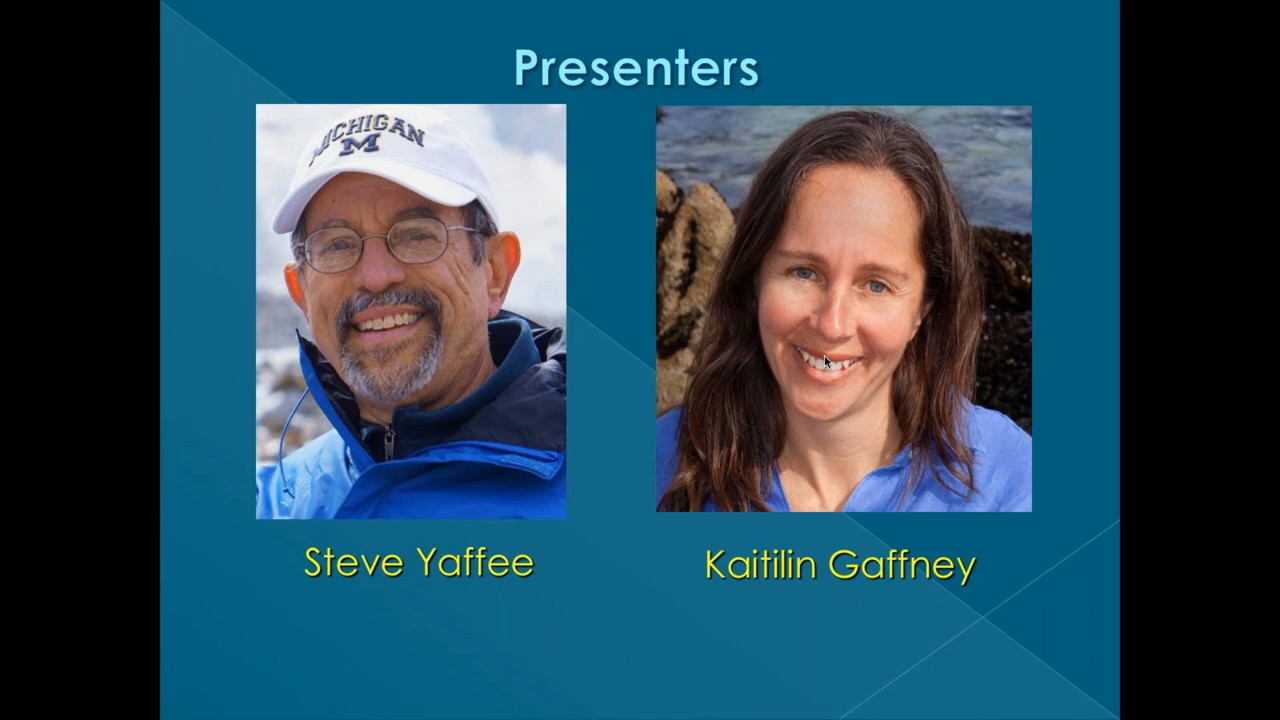 Presenters
MICHIGAN
M
Steve Yaffee
Kaitilin Gaffney